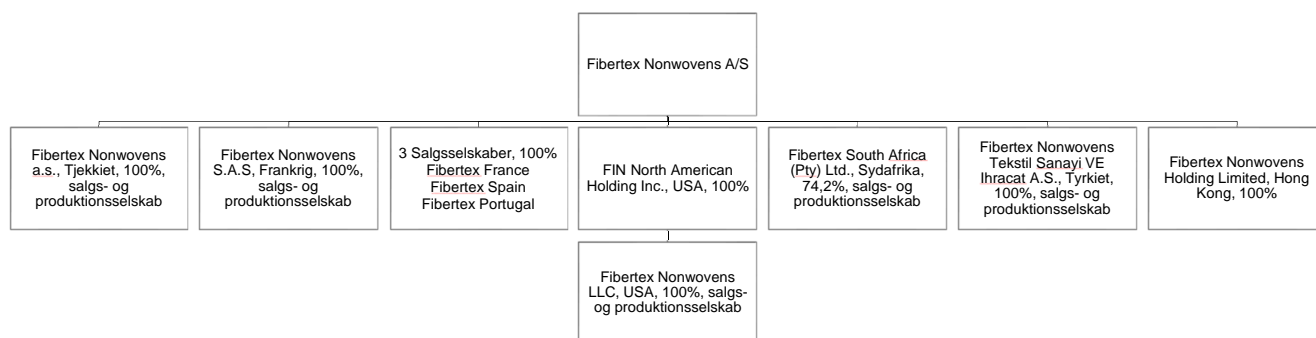 Fibertex Nonwovens A/S
Fibertex Nonwovens
a.s., Tjekkiet, 100%,
salgs- og
produktionsselskab
Fibertex Nonwovens
S.A.S, Frankrig, 100%,
salgs- og
produktionsselskab
3 Salgsselskaber, 100%
Fibertex France
Fibertex Spain
Fibertex Portugal
FIN North American
Holding Inc., USA, 100%
Fibertex South Africa
(Pty) Ltd., Sydafrika,
74,2%, salgs- og
produktionsselskab
Fibertex Nonwovens
Tekstil Sanayi VE
Ihracat A.S., Tyrkiet,
100%, salgs- og
produktionsselskab
Fibertex Nonwovens
Holding Limited, Hong
Kong, 100%
Fibertex Nonwovens
LLC, USA, 100%, salgs-
og produktionsselskab